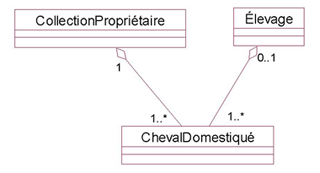 CollectionPropriétaire
Élevage
1
0..1
1..*
1..*
ChevalDomestiqué